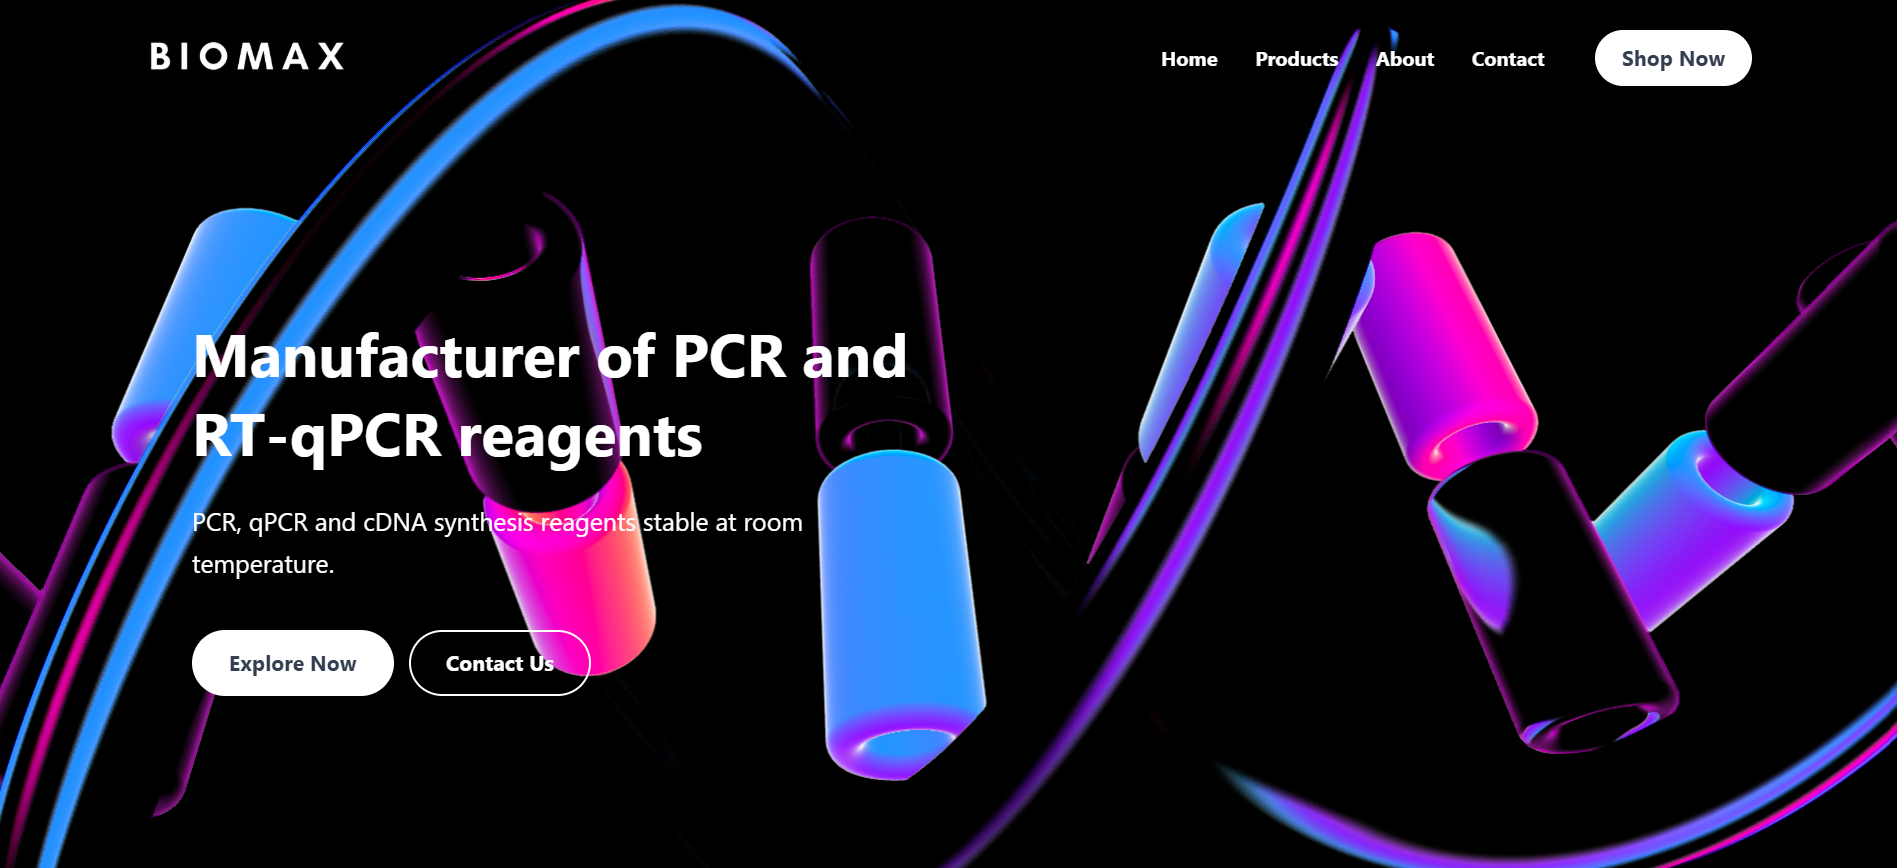 BIOMAX
Home Products About Contact Shop Now
Manufacturer of PCR and
RT-qPCR reagents
PCR, qPCR and cDNA synthesis reagents stable at room
temperature.
Explore Now Contact Us